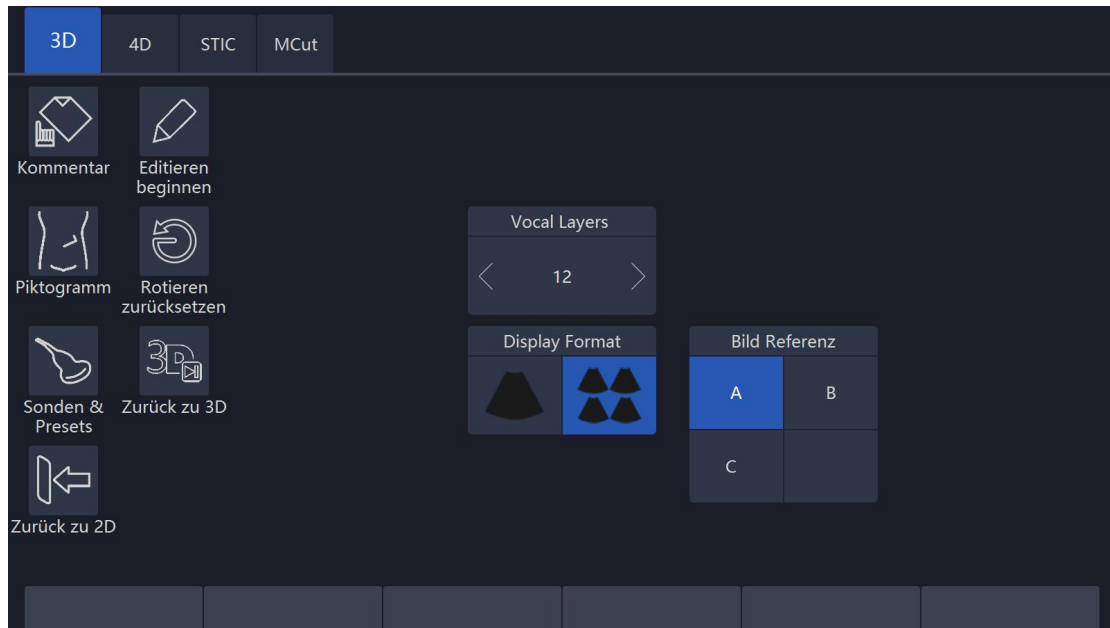 3D
4D
STIC
MCut
Kommentar
Editieren
beginnen
Piktogramm
Rotieren
zurücksetzen
Sonden &
Presets
3D
Zurück zu 3D
Zurück zu 2D
Vocal Layers
12
Display Format
Bild Referenz
A
B
C